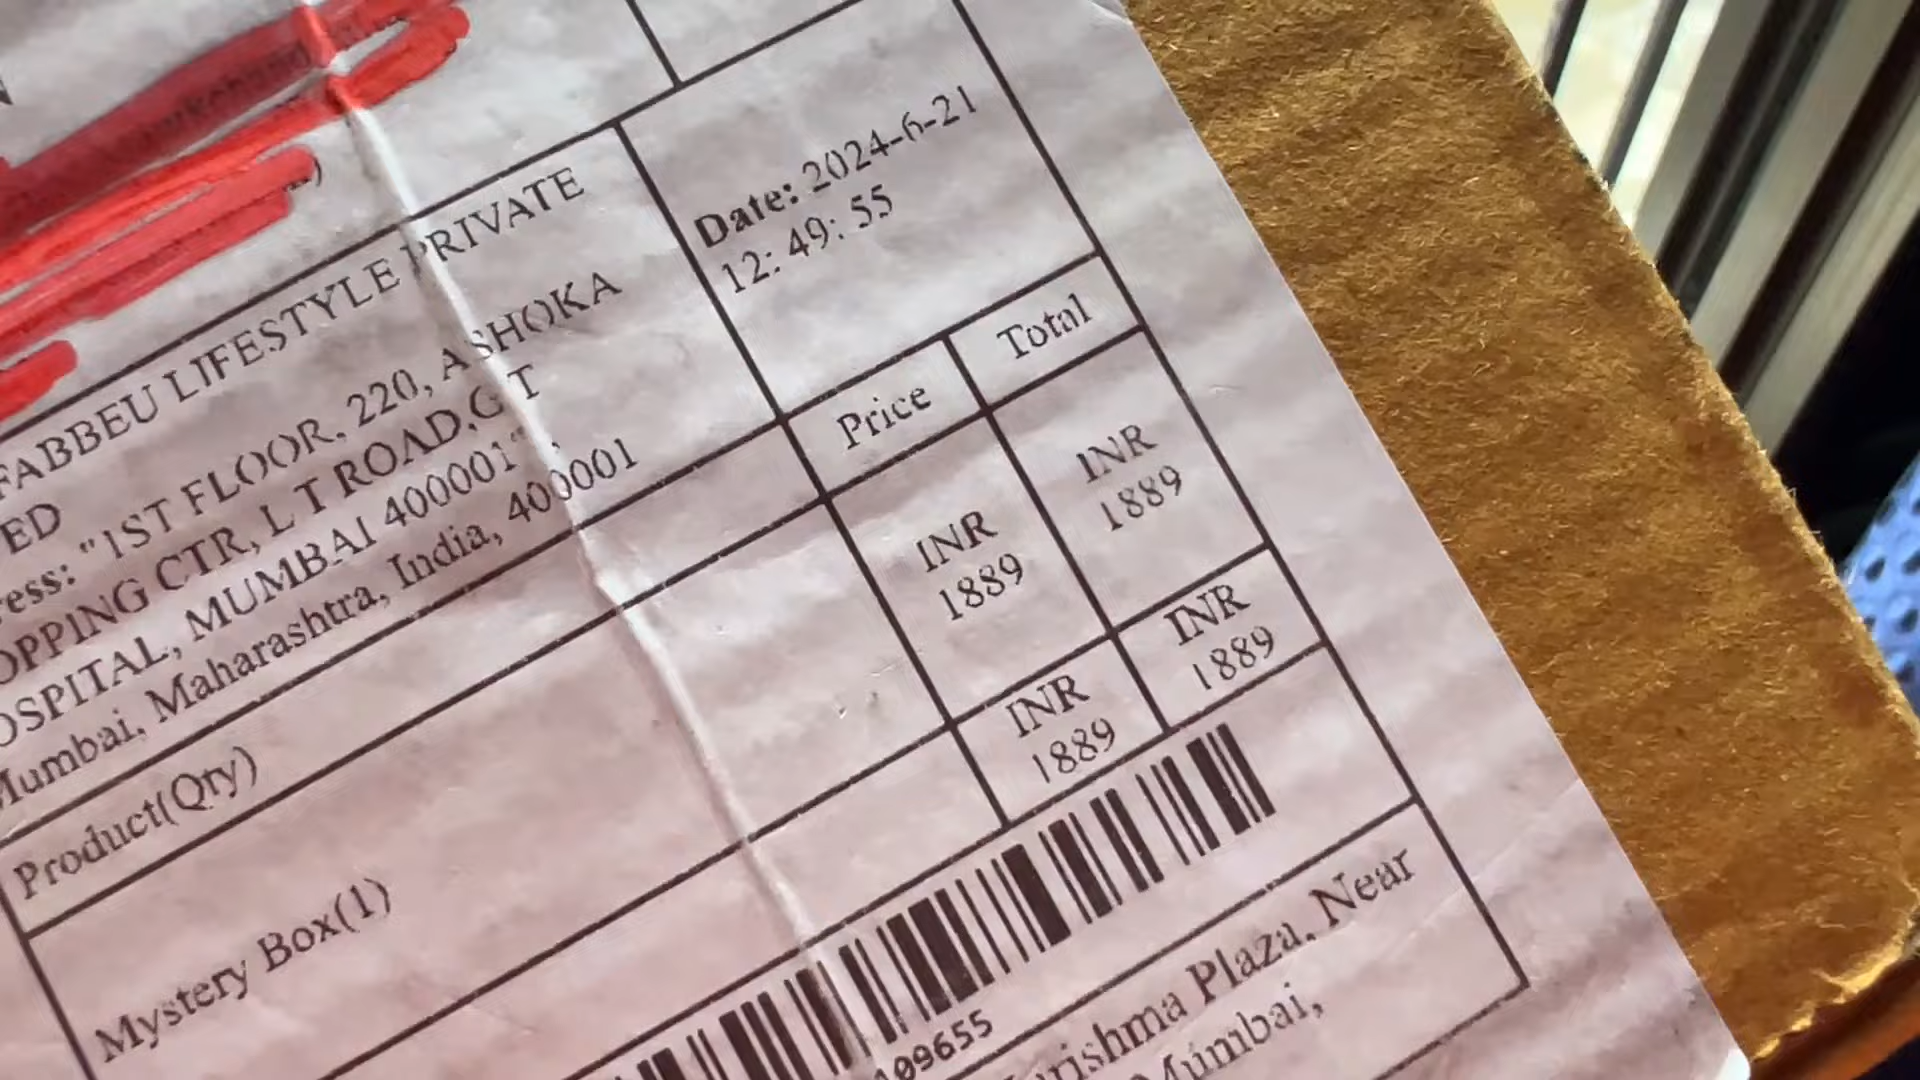 FABBEU LIFESTYLE PRIVATE
ED
ess: "1ST FLOOR, 220, ASHOKA
OPPING CTR, L T ROAD,G T
OSPITAL, MUMBAI 400001" ,
Mumbai, Maharashtra, India, 400001
Date: 2024-6-21
12: 49: 55
Product(Qty)
Price
Total
Mystery Box(1)
INR
1889
INR
1889
INR
1889
INR
1889
09655
Plaza, Near
Mumbai,